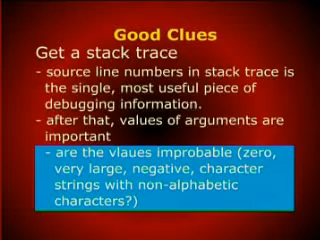 Good Clues
Get a stack trace
- source line numbers in stack trace is
the single, most useful piece of
debugging information.
- after that, values of arguments are
important
- are the vlaues improbable (zero,
very large, negative, character
strings with non-alphabetic
characters?)